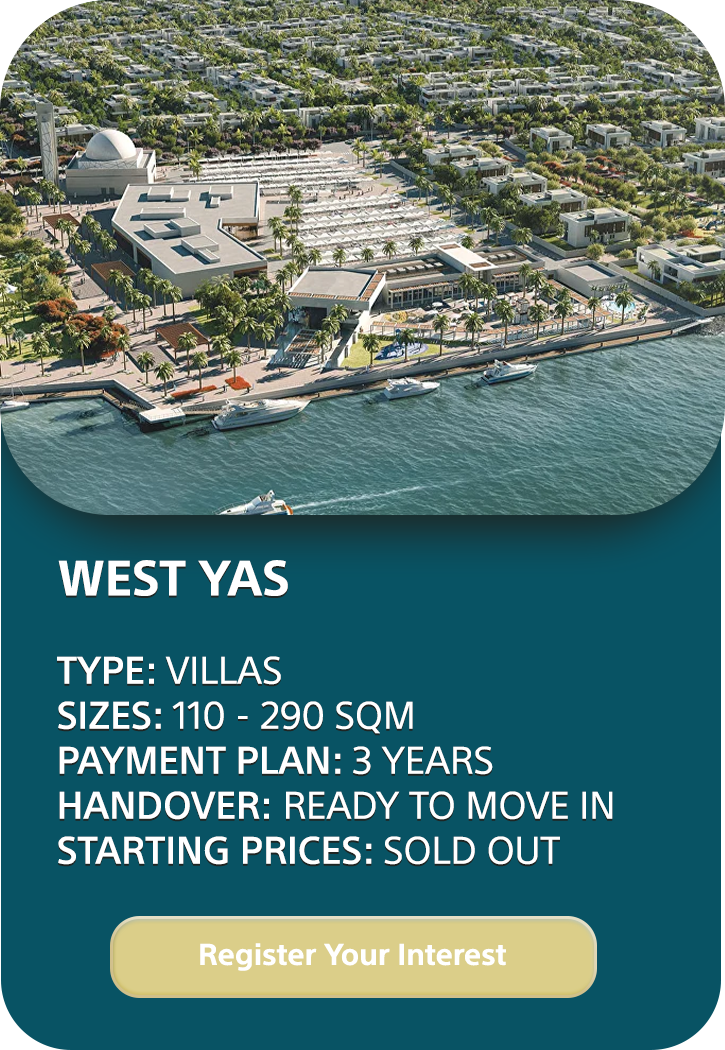 WEST YAS
TYPE: VILLAS
SIZES: 110 - 290 SQM
PAYMENT PLAN: 3 YEARS
HANDOVER: READY TO MOVE IN
STARTING PRICES: SOLD OUT
Register Your Interest